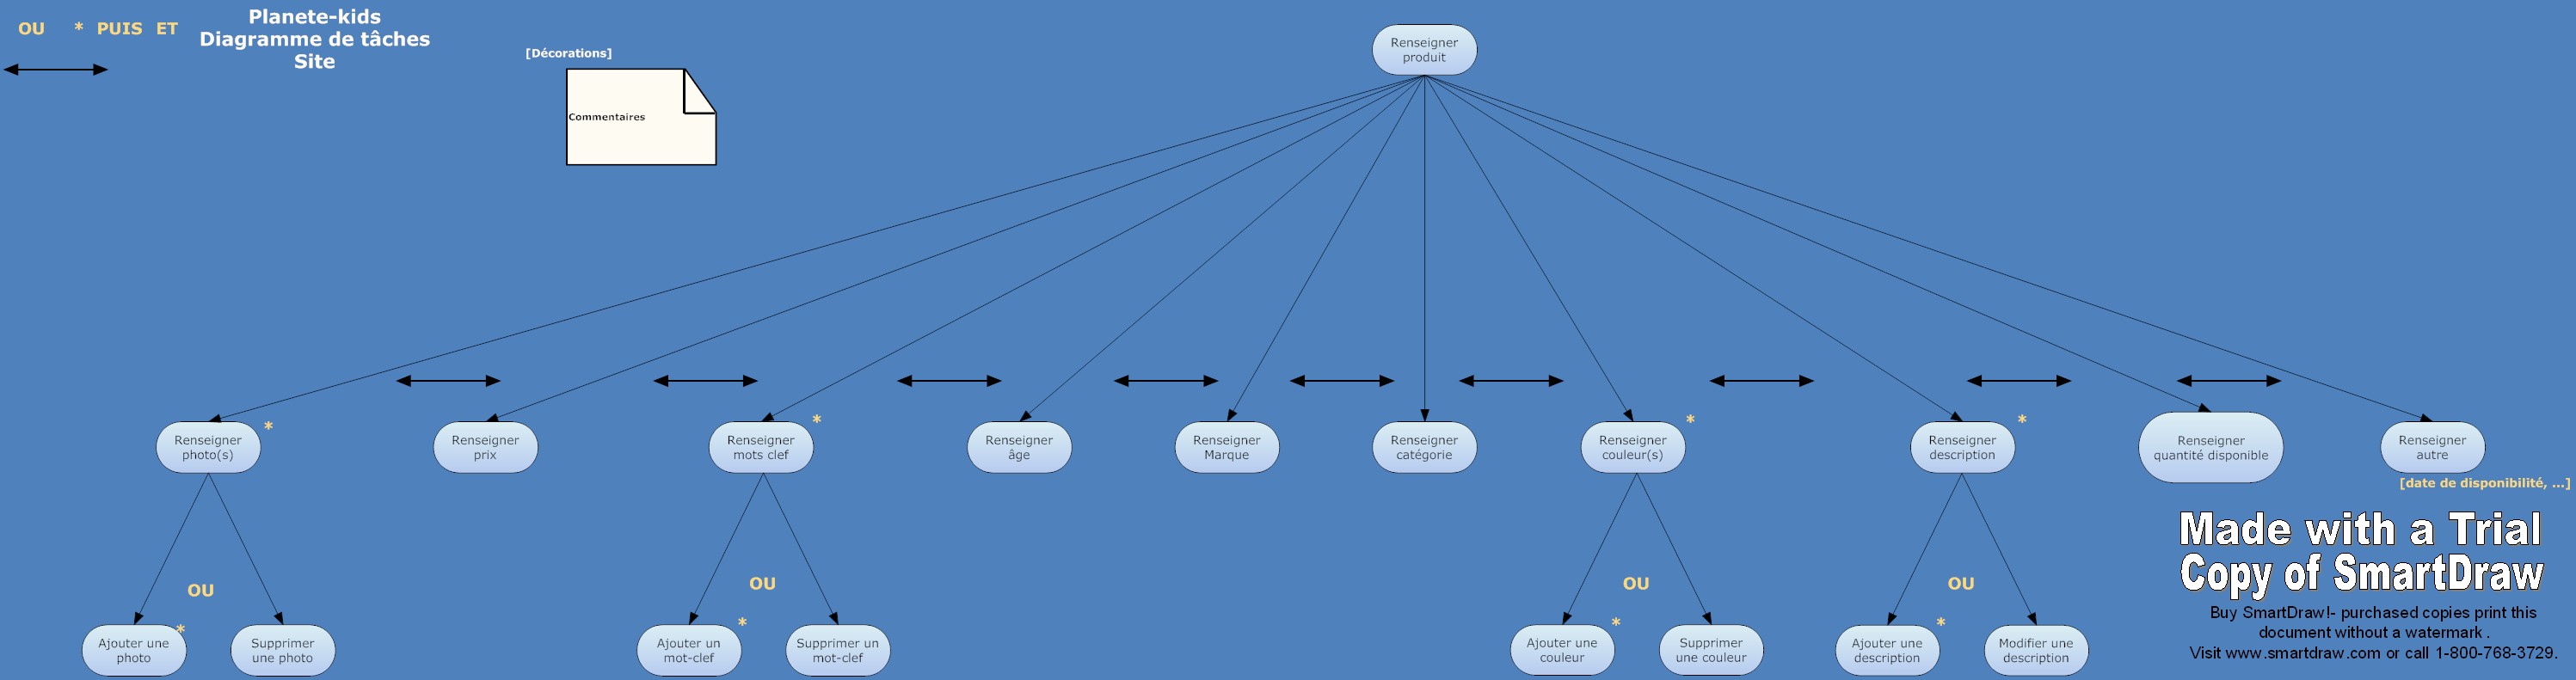 OU * PUIS ET
Planete-kids
Diagramme de tâches
Site
[Décorations]
Commentaires
Renseigner
produit
Renseigner
photo(s)
*
Renseigner
prix
Renseigner
mots clef
*
Renseigner
âge
Renseigner
Marque
Renseigner
catégorie
Renseigner
couleur(s)
*
Renseigner
description
*
Renseigner
quantité disponible
Renseigner
autre
[date de disponibilité, ...]
OU
Ajouter une
photo
*
Supprimer
une photo
OU
Ajouter un
mot-clef
*
Supprimer un
mot-clef
OU
Ajouter une
couleur
*
Supprimer
une couleur
OU
Ajouter une
description
*
Modifier une
description
Made with a Trial
Copy of SmartDraw
Buy SmartDraw!- purchased copies print this
document without a watermark .
Visit www.smartdraw.com or call 1-800-768-3729.